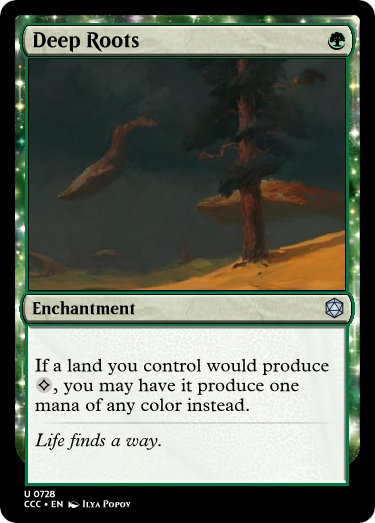 Deep Roots
Enchantment
If a land you control would produce
, you may have it produce one
mana of any color instead.
Life finds a way.
U 0728
CCC • EN Ilya Popov